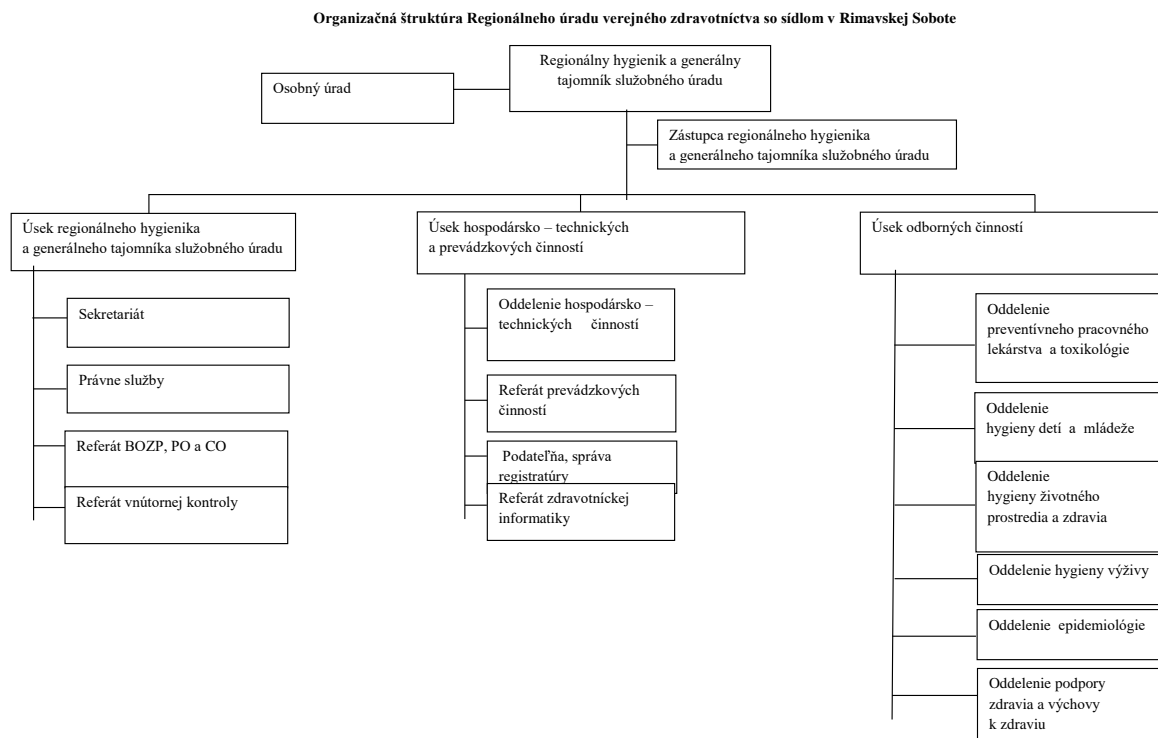 Organizačná štruktúra Regionálneho úradu verejného zdravotníctva so sídlom v Rimavskej Sobote
Regionálny hygienik a generálny
tajomník služobného úradu
Osobný úrad
Zástupca regionálneho hygienika
a generálneho tajomníka služobného úradu
Úsek regionálneho hygienika
a generálneho tajomníka služobného úradu
Sekretariát
Právne služby
Referát BOZP, PO a CO
Referát vnútornej kontroly
Úsek hospodársko – technických
a prevádzkových činností
Oddelenie hospodársko –
technických činností
Referát prevádzkových
činností
Podateľňa, správa
registratúry
Referát zdravotníckej
informatiky
Úsek odborných činností
Oddelenie
preventívneho pracovného
lekárstva a toxikológie
Oddelenie
hygieny detí a mládeže
Oddelenie
hygieny životného
prostredia a zdravia
Oddelenie hygieny výživy
Oddelenie epidemiológie
Oddelenie podpory
zdravia a výchovy
k zdraviu